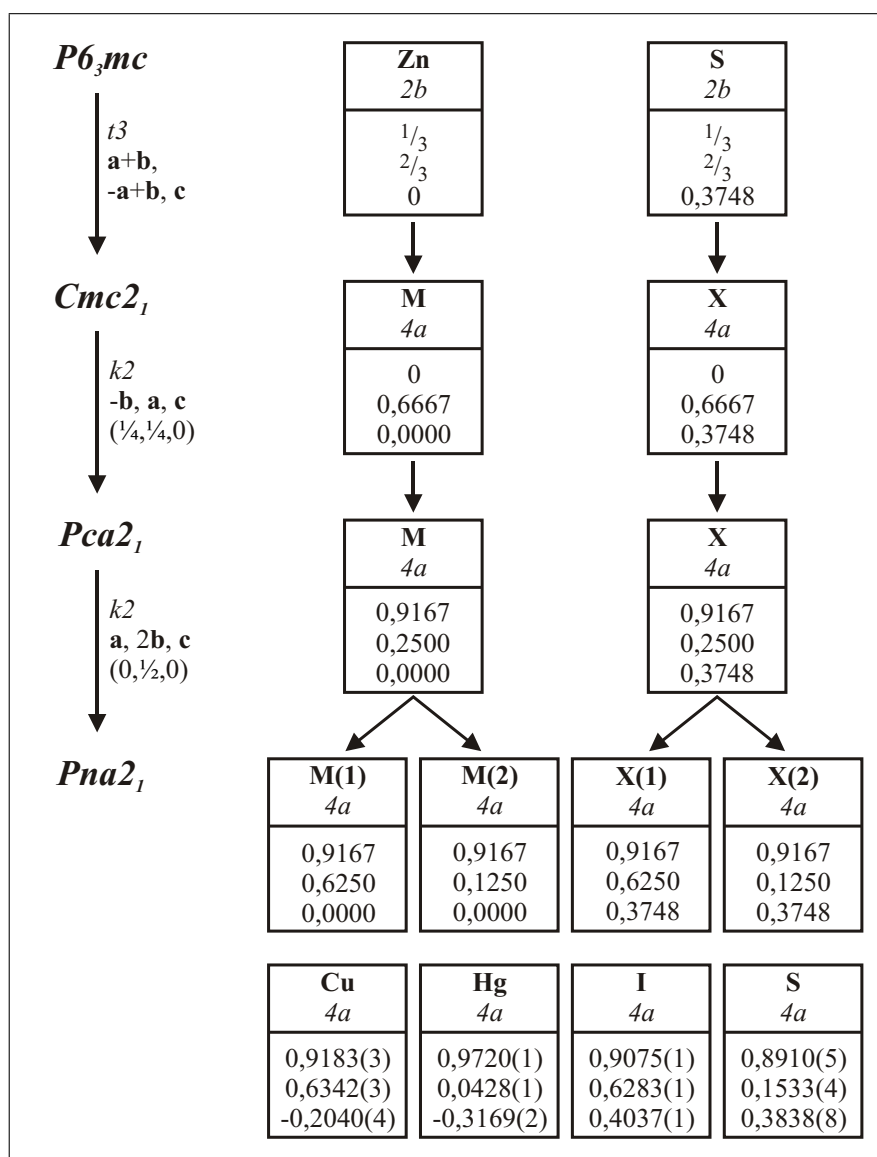 P6₃mc
Zn
2b
1/3
2/3
0
S
2b
1/3
2/3
0,3748
t3
a+b,
-a+b, c
Cmc2₁
M
4a
0
0,6667
0,0000
X
4a
0
0,6667
0,3748
k2
-b, a, c
(¼,¼,0)
Pca2₁
M
4a
0,9167
0,2500
0,0000
X
4a
0,9167
0,2500
0,3748
k2
a, 2b, c
(0,½,0)
Pna2₁
M(1)
4a
0,9167
0,6250
0,0000
M(2)
4a
0,9167
0,1250
0,0000
X(1)
4a
0,9167
0,6250
0,3748
X(2)
4a
0,9167
0,1250
0,3748
Cu
4a
0,9183(3)
0,6342(3)
-0,2040(4)
Hg
4a
0,9720(1)
0,0428(1)
-0,3169(2)
I
4a
0,9075(1)
0,6283(1)
0,4037(1)
S
4a
0,8910(5)
0,1533(4)
0,3838(8)